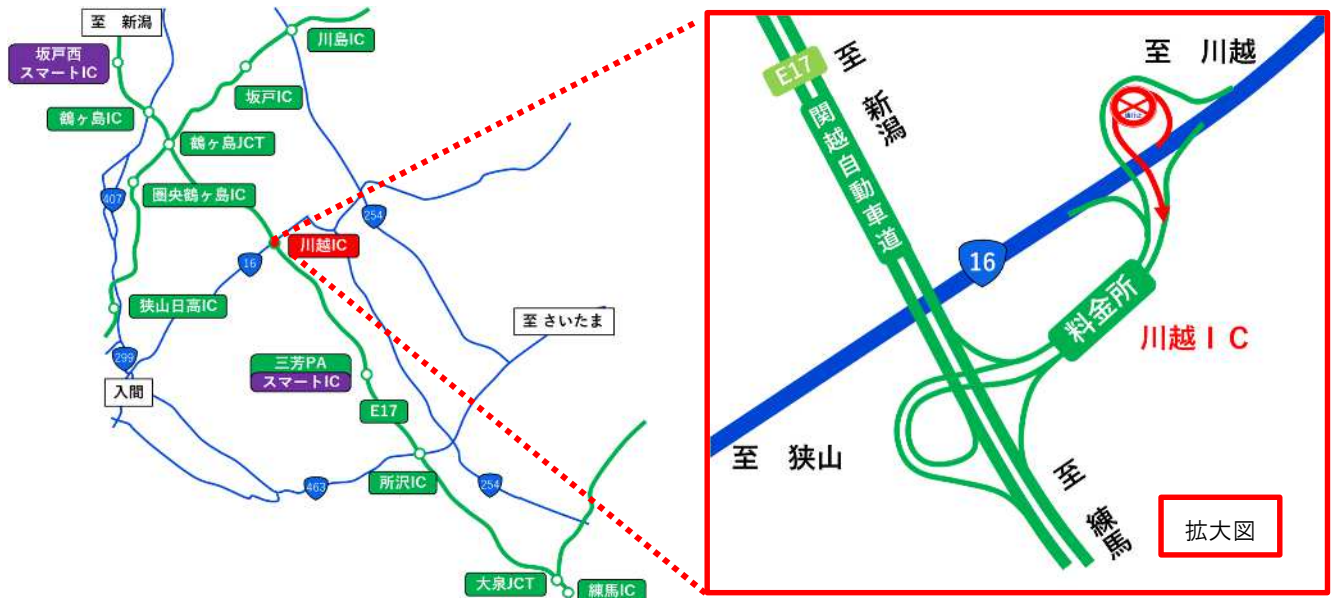 至 新潟
坂戸西
スマートIC
川島IC
坂戸IC
鶴ヶ島IC
鶴ヶ島JCT
圏央鶴ヶ島IC
407
254
川越IC
16
狭山日高IC
至 さいたま
299
三芳PA
スマートIC
入間
E17
所沢IC
463
254
大泉JCT
練馬IC
E17
至 新潟
関越自動車道
至 川越
16
料金所
川越IC
至 狭山
至 練馬
拡大図